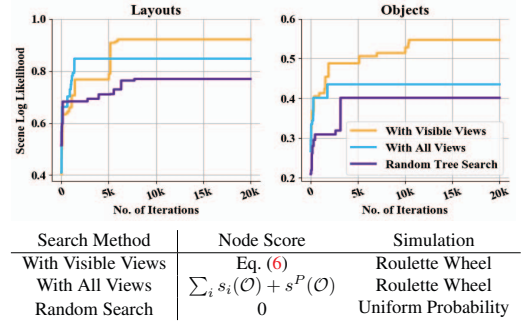 Layouts
Objects
Scene Log Likelihood
1.0
0.8
0.6
0.4
0.6
0.5
0.4
0.3
0.2
With Visible Views
With All Views
Random Tree Search
0 5k 10k 15k 20k
0 5k 10k 15k 20k
No. of Iterations
No. of Iterations
Search Method Node Score Simulation
With Visible Views Eq. (6) Roulette Wheel
With All Views ∑ᵢ sᵢ(𝒪) + sᴾ(𝒪) Roulette Wheel
Random Search 0 Uniform Probability